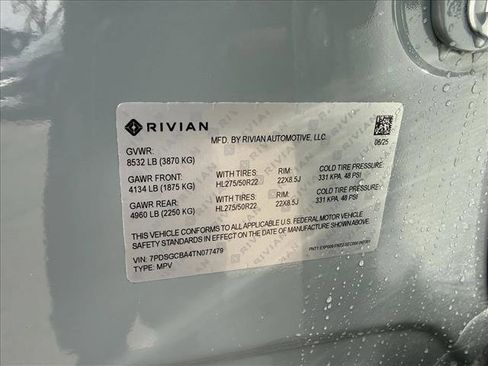 RIVIAN
MFD. BY RIVIAN AUTOMOTIVE, LLC.
06/25
GVWR:
8532 LB (3870 KG)
GAWR FRONT: WITH TIRES: RIM: COLD TIRE PRESSURE:
4134 LB (1875 KG) HL275/50R22 22X8.5J 331 KPA, 48 PSI
GAWR REAR: WITH TIRES: RIM: COLD TIRE PRESSURE:
4960 LB (2250 KG) HL275/50R22 22X8.5J 331 KPA, 48 PSI
THIS VEHICLE CONFORMS TO ALL APPLICABLE U.S. FEDERAL MOTOR VEHICLE
SAFETY STANDARDS IN EFFECT ON THE DATE OF MANUFACTURE SHOWN ABOVE.
VIN: 7PDSGCBA4TN077479
TYPE: MPV